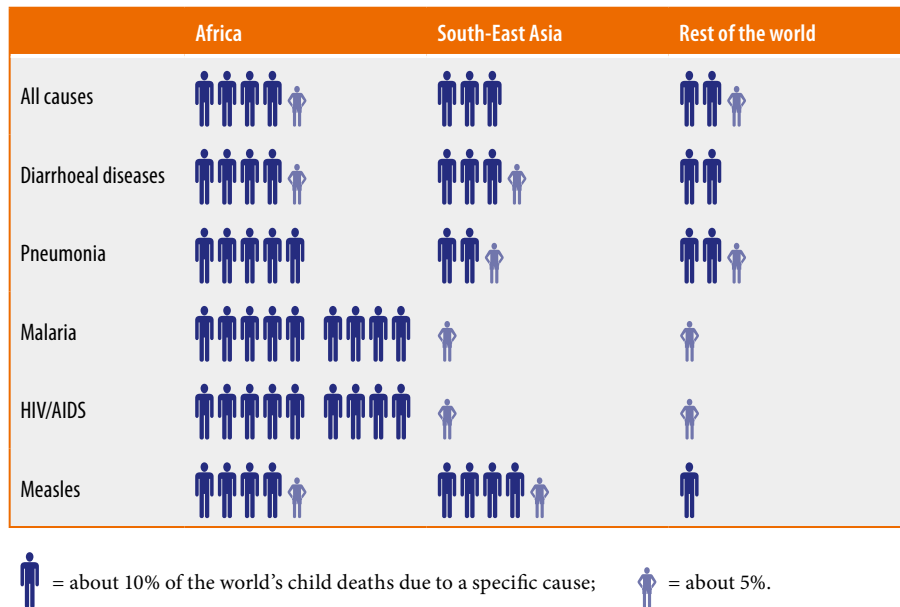 Africa South-East Asia Rest of the world
All causes
Diarrhoeal diseases
Pneumonia
Malaria
HIV/AIDS
Measles
= about 10% of the world’s child deaths due to a specific cause; = about 5%.